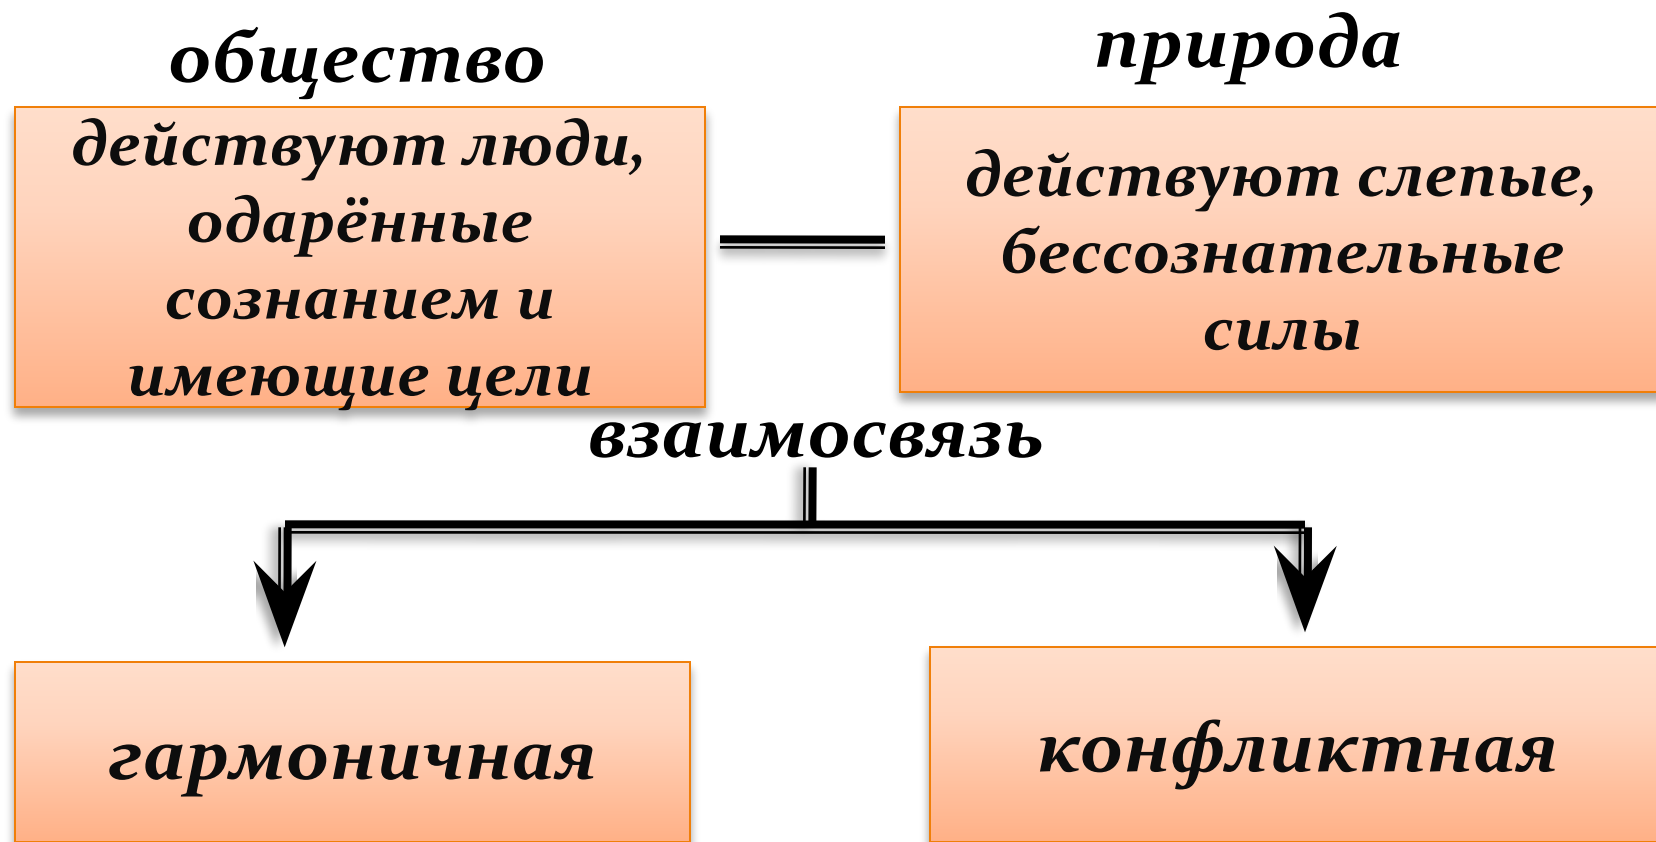 общество
природа
действуют люди,
одарённые
сознанием и
имеющие цели
действуют слепые,
бессознательные
силы
взаимосвязь
гармоничная
конфликтная